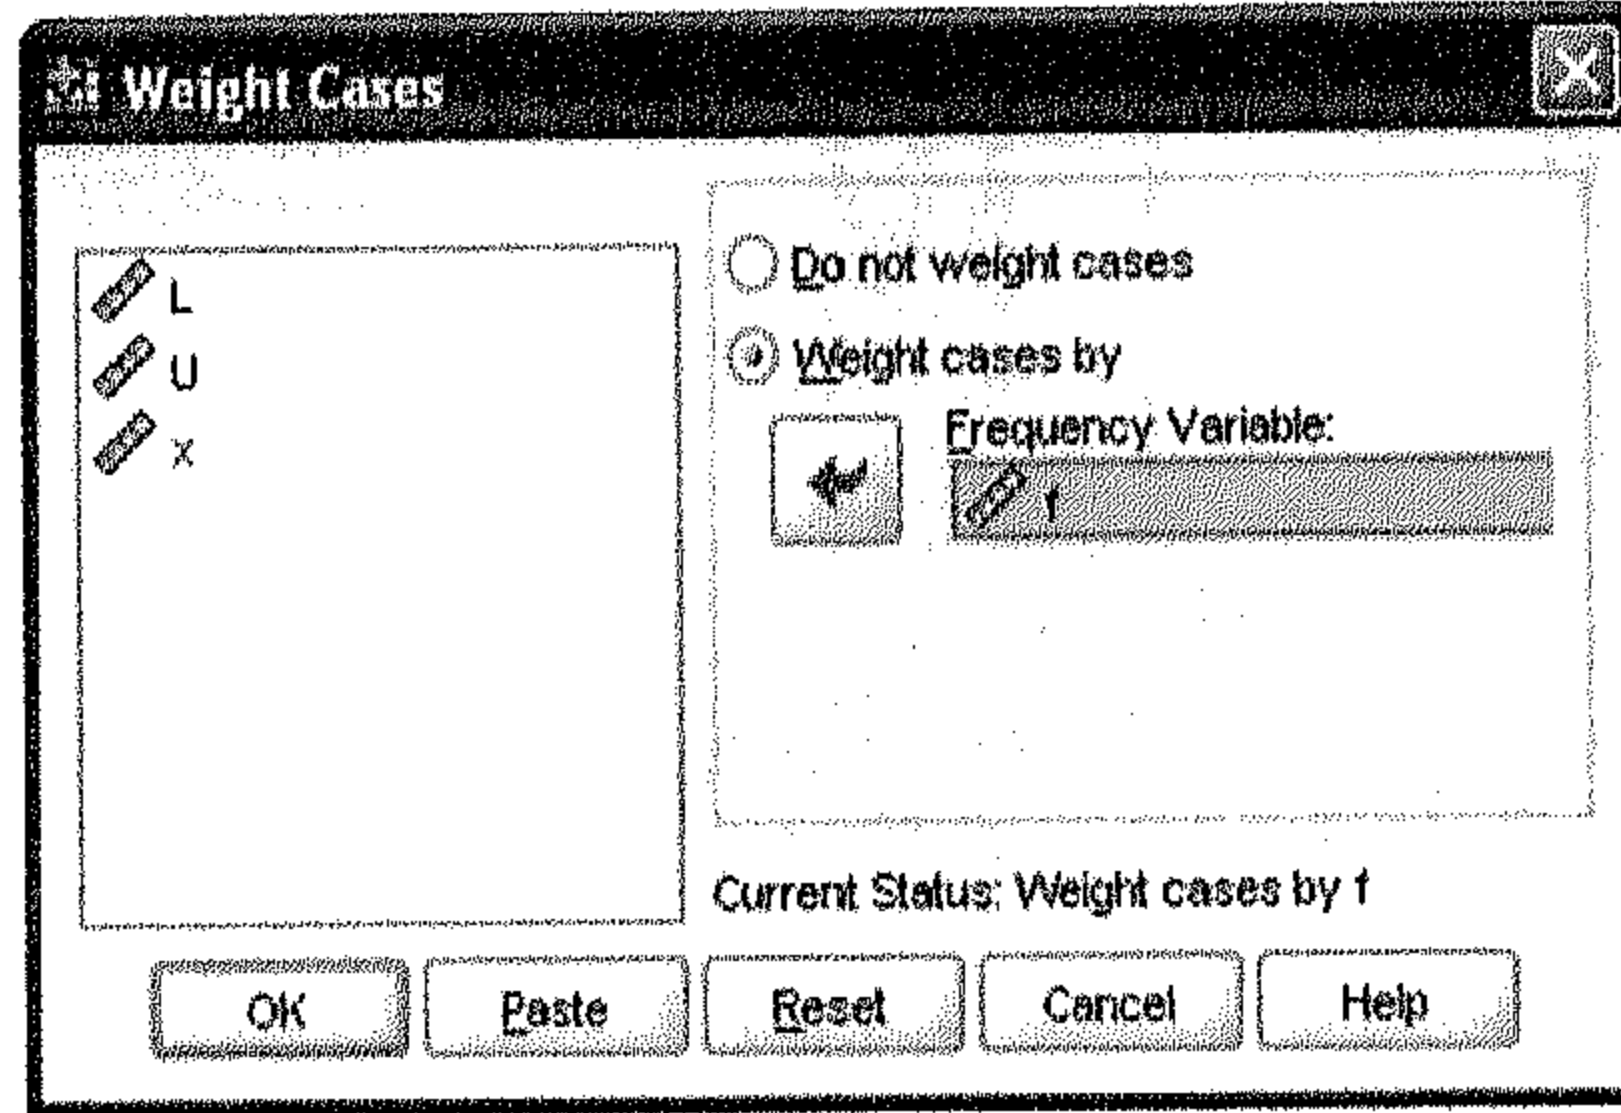 Weight Cases
L
U
x
Do not weight cases
Weight cases by
Frequency Variable:
f
Current Status: Weight cases by f
OK Paste Reset Cancel Help